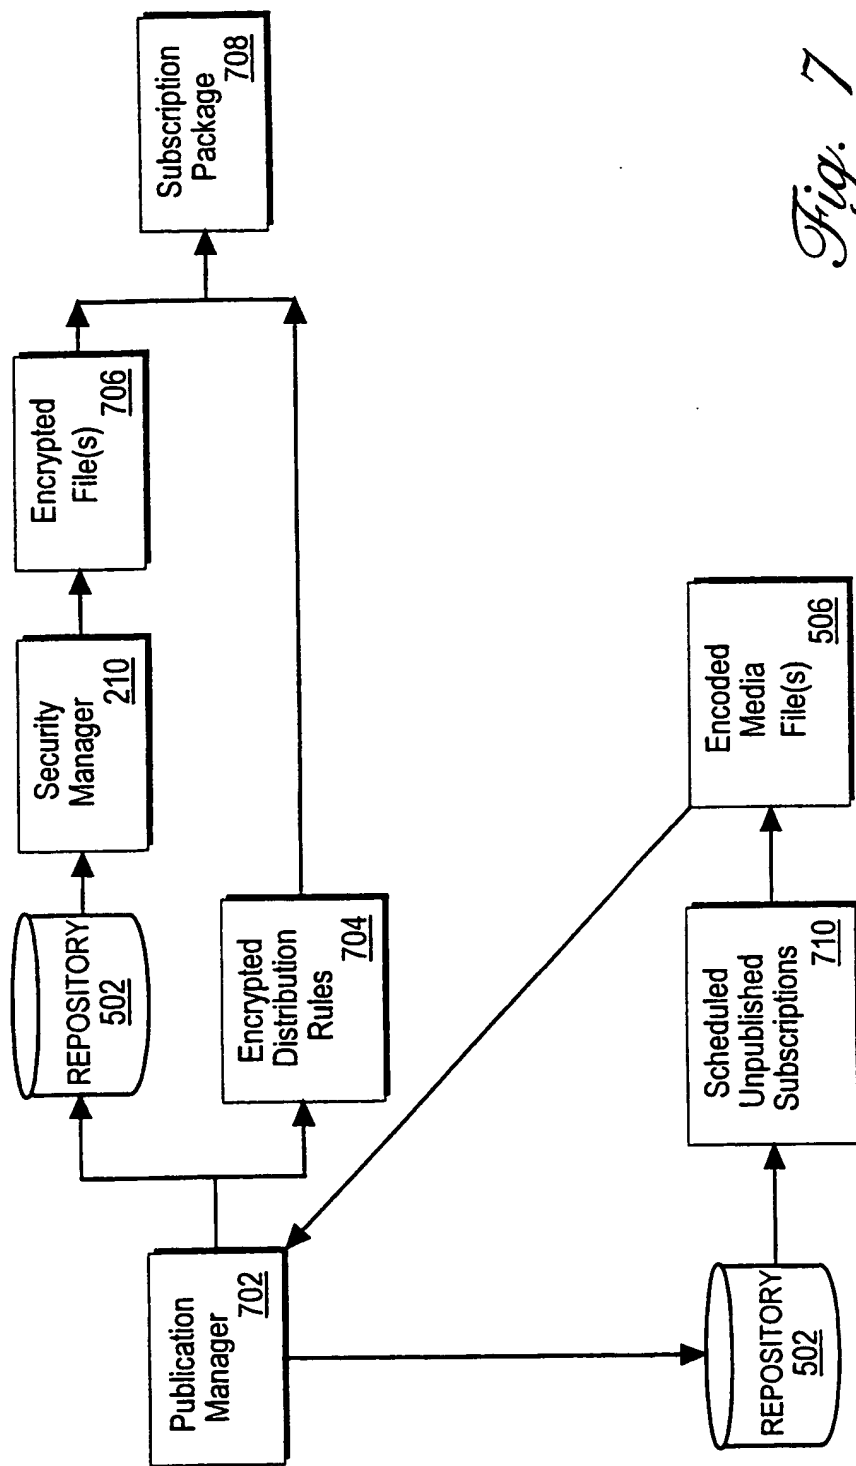 Publication
Manager
702
REPOSITORY
502
Security
Manager
210
Encrypted
File(s)
706
Encrypted
Distribution
Rules
704
Subscription
Package
708
REPOSITORY
502
Scheduled
Unpublished
Subscriptions
710
Encoded
Media
File(s)
506
Fig. 7